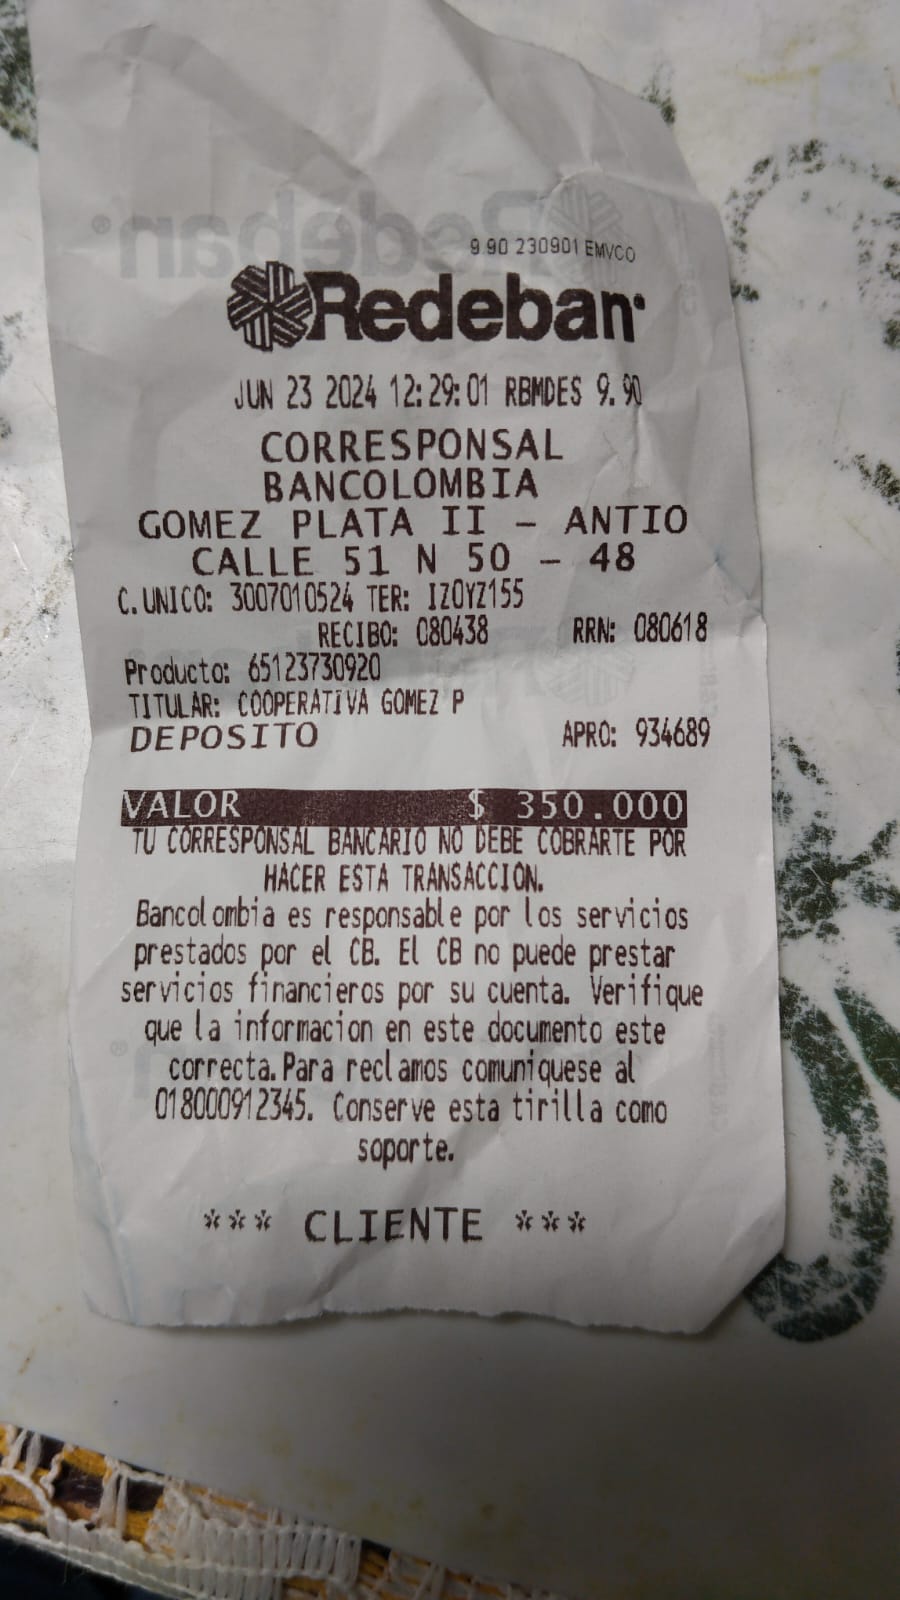 9.90 230901 EMVCO
Redeban
JUN 23 2024 12:29:01 RBMDES 9.90
CORRESPONSAL
BANCOLOMBIA
GOMEZ PLATA II - ANTIO
CALLE 51 N 50 - 48
C.UNICO: 3007010524 TER: IZOYZ155
RECIBO: 080438 RRN: 080618
Producto: 65123730920
TITULAR: COOPERATIVA GOMEZ P
DEPOSITO APRO: 934689
VALOR $ 350.000
TU CORRESPONSAL BANCARIO NO DEBE COBRARTE POR
HACER ESTA TRANSACCION.
Bancolombia es responsable por los servicios
prestados por el CB. El CB no puede prestar
servicios financieros por su cuenta. Verifique
que la informacion en este documento este
correcta.Para reclamos comuniquese al
018000912345. Conserve esta tirilla como
soporte.
*** CLIENTE ***